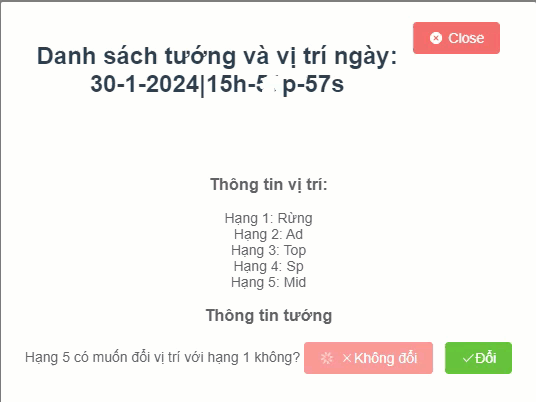 Close
Danh sách tướng và vị trí ngày:
30-1-2024|15h-5 p-57s
Thông tin vị trí:
Hạng 1: Rừng
Hạng 2: Ad
Hạng 3: Top
Hạng 4: Sp
Hạng 5: Mid
Thông tin tướng
Hạng 5 có muốn đổi vị trí với hạng 1 không? Không đổi Đổi